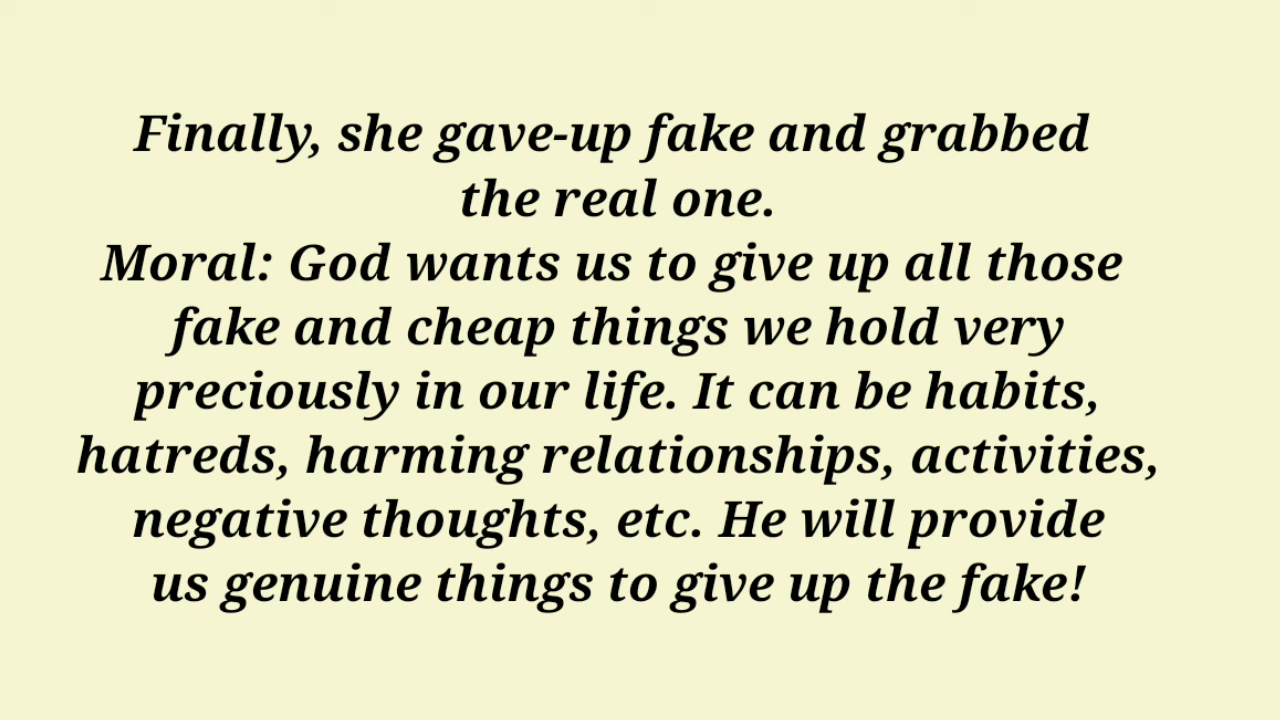 Finally, she gave-up fake and grabbed
the real one.
Moral: God wants us to give up all those
fake and cheap things we hold very
preciously in our life. It can be habits,
hatreds, harming relationships, activities,
negative thoughts, etc. He will provide
us genuine things to give up the fake!